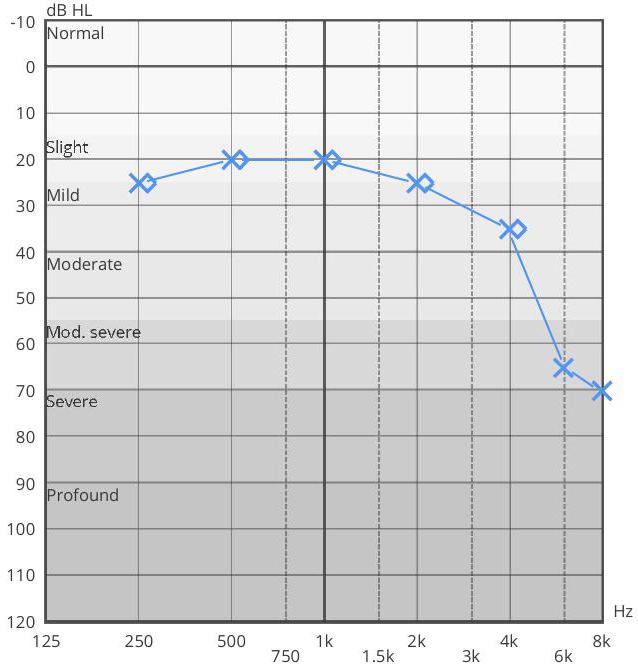 dB HL
-10
Normal
0
10
Slight
20
Mild
30
40
Moderate
50
Mod. severe
60
70
Severe
80
90
Profound
100
110
120
Hz
125 250 500 1k 2k 4k 8k
750 1.5k 3k 6k